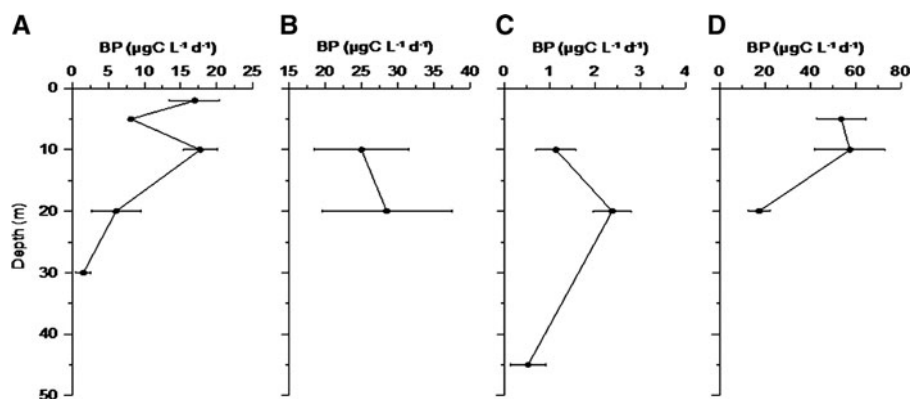 A B C D
BP (µgC L⁻¹ d⁻¹) BP (µgC L⁻¹ d⁻¹) BP (µgC L⁻¹ d⁻¹) BP (µgC L⁻¹ d⁻¹)
0 5 10 15 20 25 15 20 25 30 35 40 0 1 2 3 4 0 20 40 60 80
0
10
20
30
40
50
Depth (m)